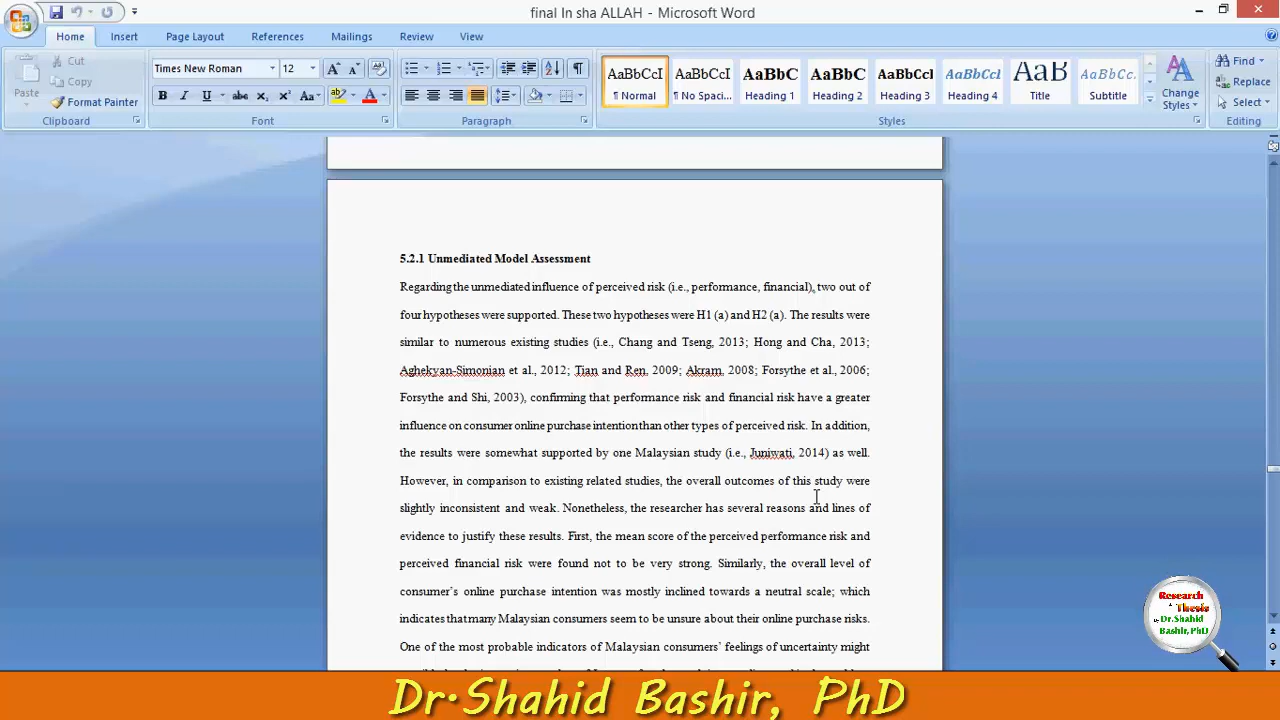 final In sha ALLAH - Microsoft Word
Home Insert Page Layout References Mailings Review View
Paste
Cut
Copy
Format Painter
Clipboard
Times New Roman 12
B I U abc x₂ x² Aa
Font
Paragraph
AaBbCcI AaBbCcI AaBbC AaBbC AaBbCcl AaBbCcI AaB AaBbCc.
¶ Normal ¶ No Spaci... Heading 1 Heading 2 Heading 3 Heading 4 Title Subtitle
Change
Styles
Styles
Find
Replace
Select
Editing
5.2.1 Unmediated Model Assessment
Regarding the unmediated influence of perceived risk (i.e., performance, financial), two out of
four hypotheses were supported. These two hypotheses were H1 (a) and H2 (a). The results were
similar to numerous existing studies (i.e., Chang and Tseng, 2013; Hong and Cha, 2013;
Aghekyan-Simonian et al., 2012; Tian and Ren, 2009; Akram, 2008; Forsythe et al., 2006;
Forsythe and Shi, 2003), confirming that performance risk and financial risk have a greater
influence on consumer online purchase intention than other types of perceived risk. In addition,
the results were somewhat supported by one Malaysian study (i.e., Juniwati, 2014) as well.
However, in comparison to existing related studies, the overall outcomes of this study were
slightly inconsistent and weak. Nonetheless, the researcher has several reasons and lines of
evidence to justify these results. First, the mean score of the perceived performance risk and
perceived financial risk were found not to be very strong. Similarly, the overall level of
consumer's online purchase intention was mostly inclined towards a neutral scale; which
indicates that many Malaysian consumers seem to be unsure about their online purchase risks.
One of the most probable indicators of Malaysian consumers' feelings of uncertainty might
Research
Thesis
By Dr.Shahid
Bashir, PhD
Dr.Shahid Bashir, PhD